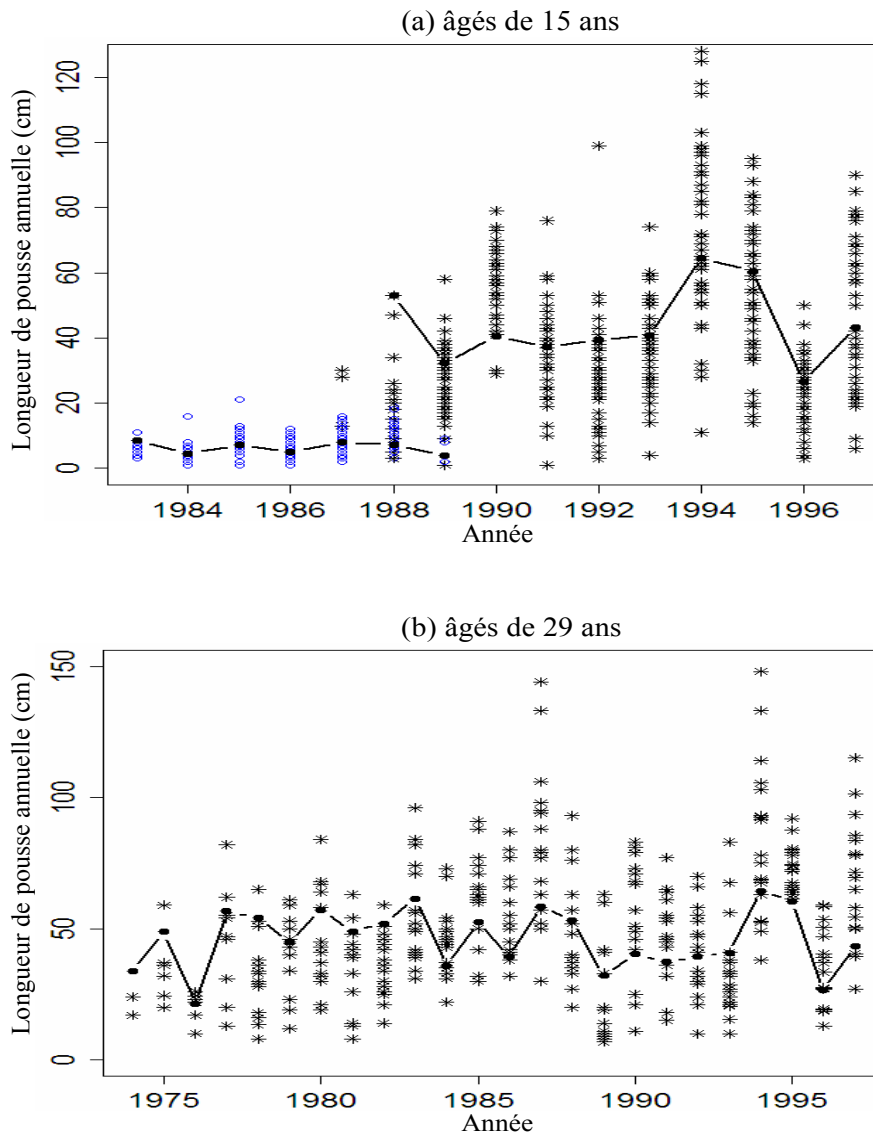 (a) âgés de 15 ans
Longueur de pousse annuelle (cm)
120
100
80
60
40
20
0
1984 1986 1988 1990 1992 1994 1996
Année
(b) âgés de 29 ans
Longueur de pousse annuelle (cm)
150
100
50
0
1975 1980 1985 1990 1995
Année